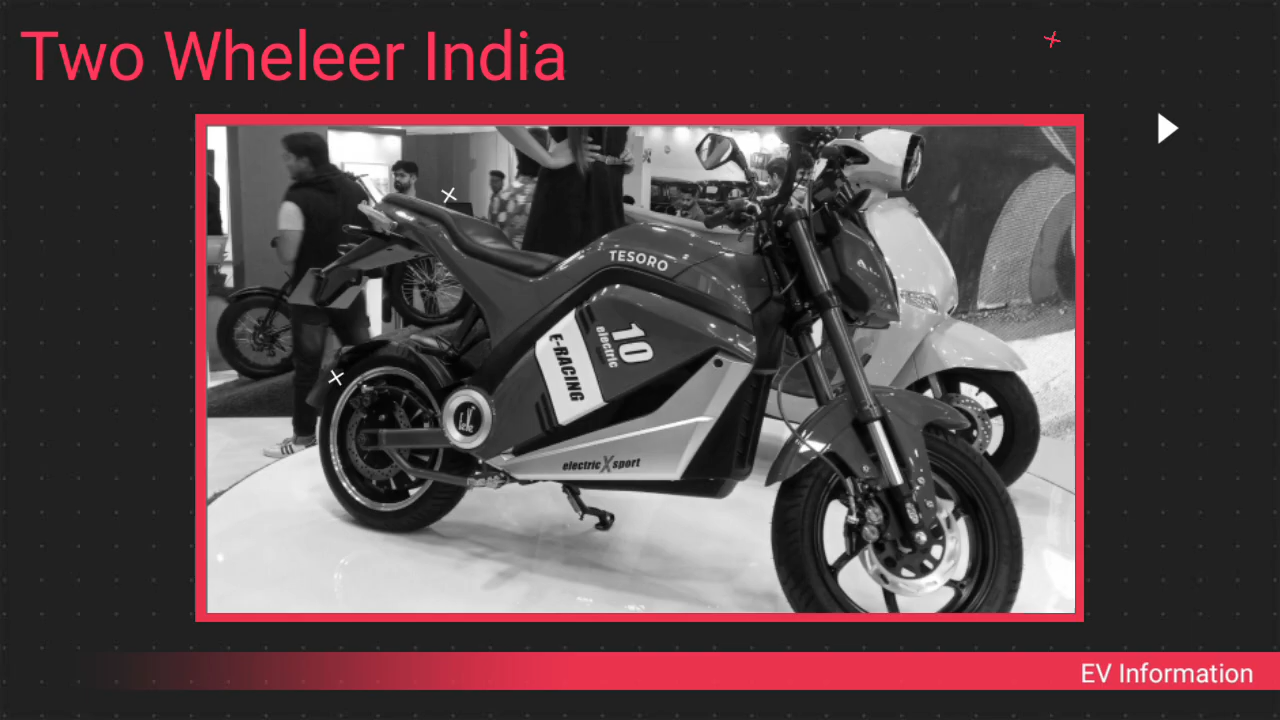 Two Wheleer India
TESORO
10
electric
E-RACING
electric X sport
EV Information